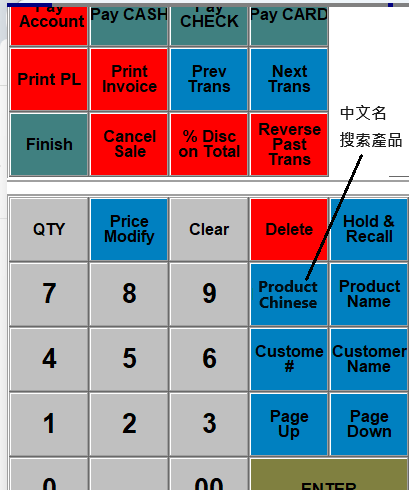 Pay
Account
Pay CASH
Pay
CHECK
Pay CARD
Print PL
Print
Invoice
Prev
Trans
Next
Trans
中文名
搜索產品
Finish
Cancel
Sale
% Disc
on Total
Reverse
Past
Trans
QTY
Price
Modify
Clear
Delete
Hold &
Recall
7
8
9
Product
Chinese
Product
Name
4
5
6
Custome
#
Customer
Name
1
2
3
Page
Up
Page
Down
0
00
ENTER